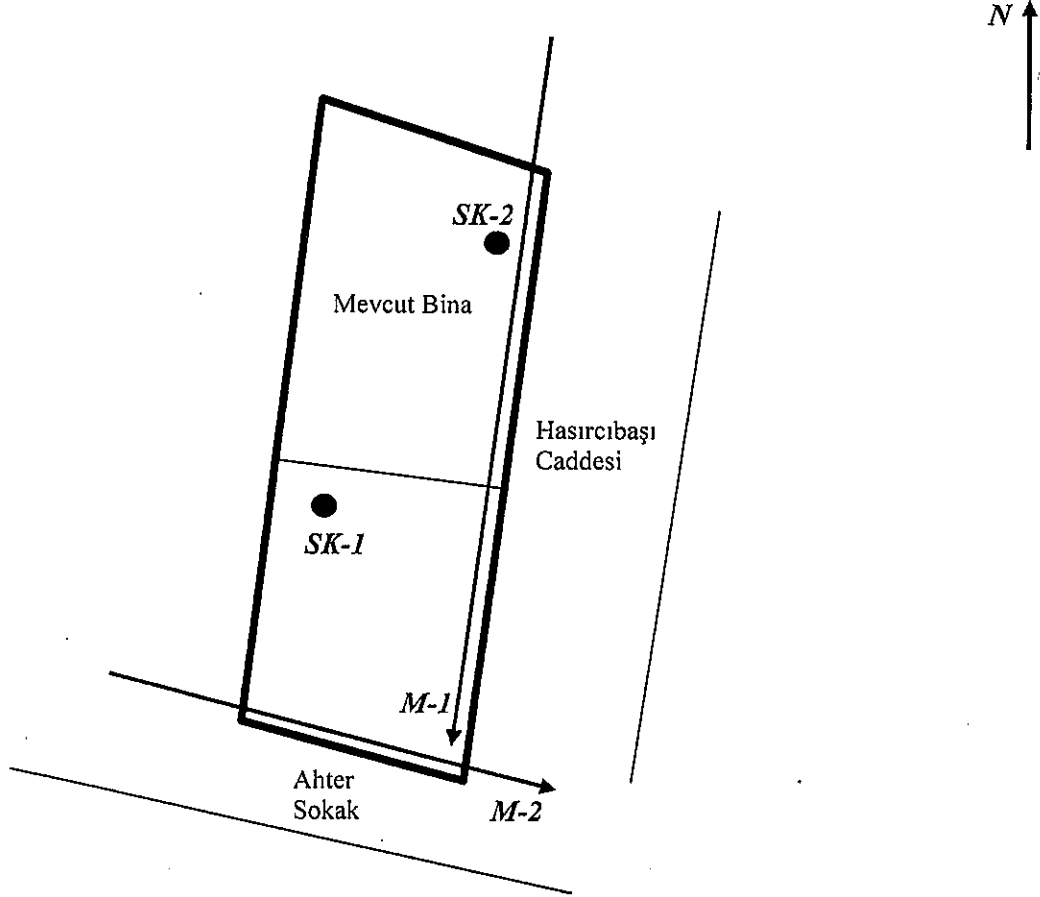 N
SK-2
Mevcut Bina
Hasırcıbaşı
Caddesi
SK-1
M-1
Ahter
Sokak
M-2